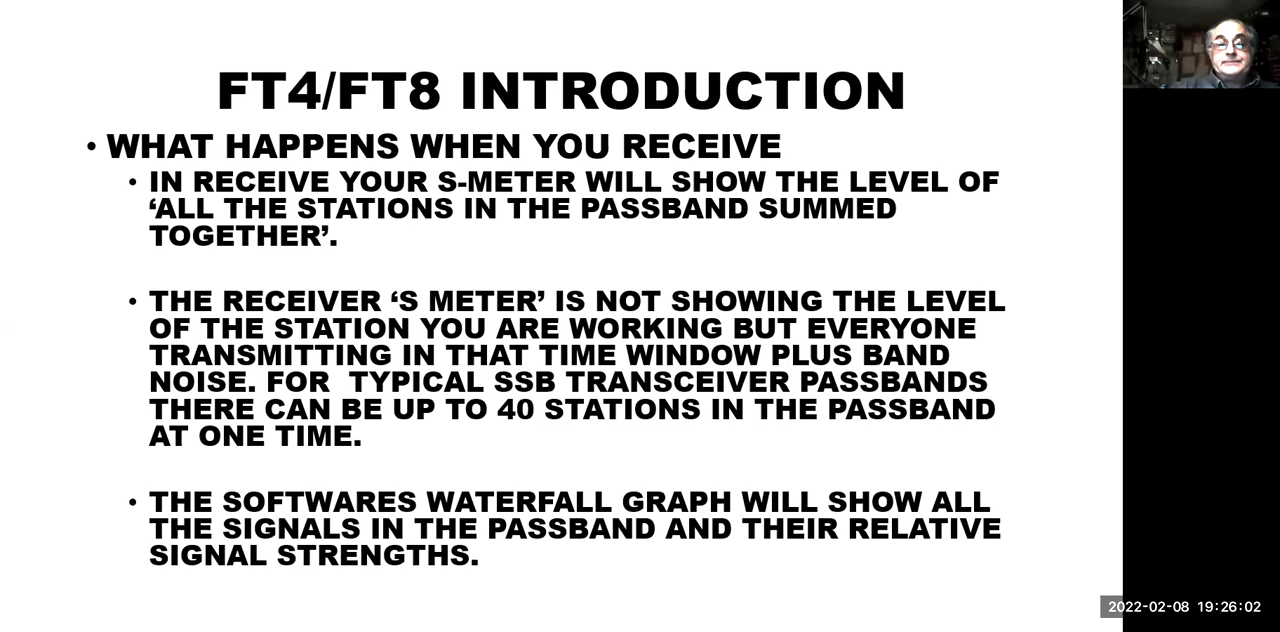 FT4/FT8 INTRODUCTION
• WHAT HAPPENS WHEN YOU RECEIVE
• IN RECEIVE YOUR S-METER WILL SHOW THE LEVEL OF
‘ALL THE STATIONS IN THE PASSBAND SUMMED
TOGETHER’.
• THE RECEIVER ‘S METER’ IS NOT SHOWING THE LEVEL
OF THE STATION YOU ARE WORKING BUT EVERYONE
TRANSMITTING IN THAT TIME WINDOW PLUS BAND
NOISE. FOR TYPICAL SSB TRANSCEIVER PASSBANDS
THERE CAN BE UP TO 40 STATIONS IN THE PASSBAND
AT ONE TIME.
• THE SOFTWARES WATERFALL GRAPH WILL SHOW ALL
THE SIGNALS IN THE PASSBAND AND THEIR RELATIVE
SIGNAL STRENGTHS.
2022-02-08 19:26:02